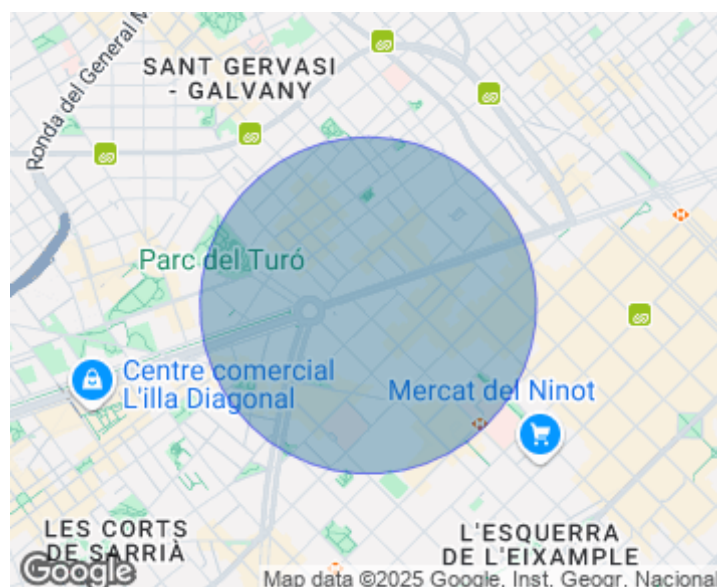 SANT GERVASI
- GALVANY
Ronda del General M
Parc del Turó
Centre comercial
L'illa Diagonal
Mercat del Ninot
LES CORTS
DE SARRIÀ
L'ESQUERRA
DE L'EIXAMPLE
Google
Map data ©2025 Google, Inst. Geogr. Nacional